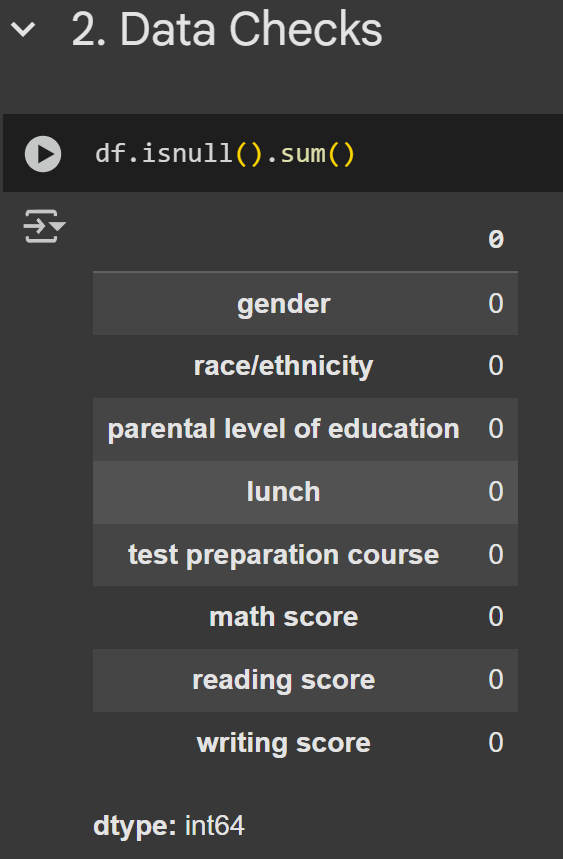 2. Data Checks
df.isnull().sum()
0
gender 0
race/ethnicity 0
parental level of education 0
lunch 0
test preparation course 0
math score 0
reading score 0
writing score 0
dtype: int64